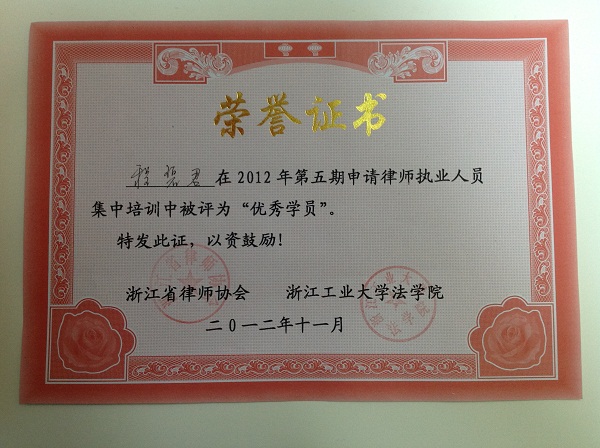 荣誉证书
程碧君 在2012年第五期申请律师执业人员
集中培训中被评为“优秀学员”。
特发此证，以资鼓励！
浙江省律师协会 浙江工业大学法学院
二〇一二年十一月